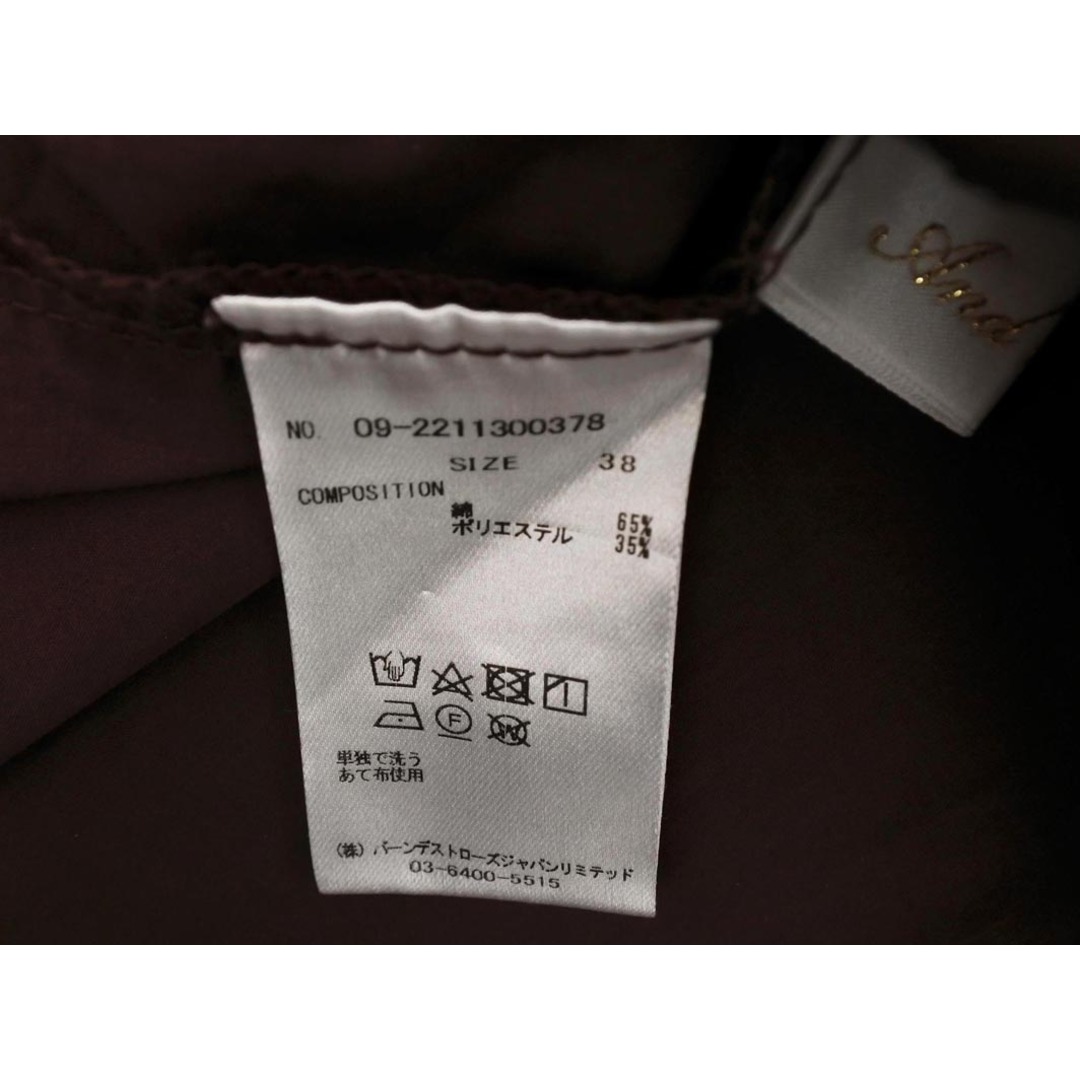 And
NO. 09-2211300378
SIZE 38
COMPOSITION
綿 65%
ポリエステル 35%
F
W
単独で洗う
あて布使用
(株) バーンデストローズジャパンリミテッド
03-6400-5515